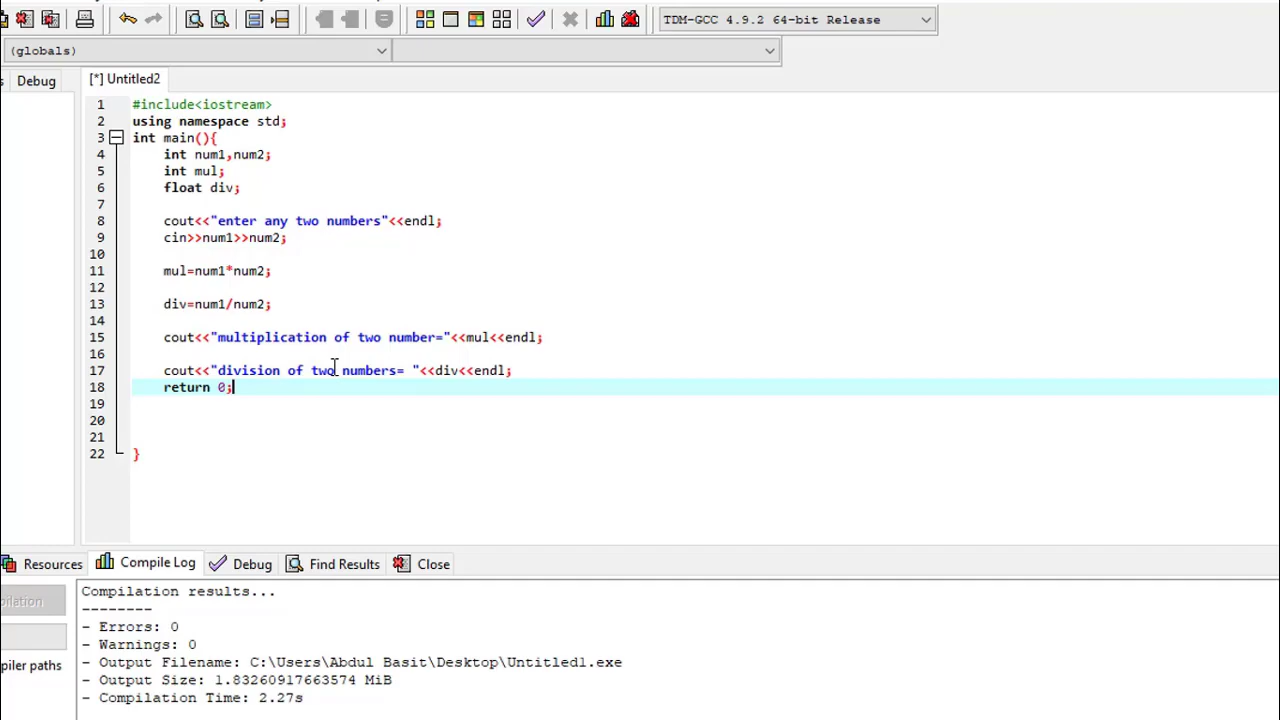 TDM-GCC 4.9.2 64-bit Release
(globals)
s Debug [*] Untitled2
1 #include<iostream>
2 using namespace std;
3 int main(){
4 int num1,num2;
5 int mul;
6 float div;
7
8 cout<<"enter any two numbers"<<endl;
9 cin>>num1>>num2;
10
11 mul=num1*num2;
12
13 div=num1/num2;
14
15 cout<<"multiplication of two number="<<mul<<endl;
16
17 cout<<"division of two numbers= "<<div<<endl;
18 return 0;
19
20
21
22 }
Resources Compile Log Debug Find Results Close
Compilation results...
--------
- Errors: 0
- Warnings: 0
- Output Filename: C:\Users\Abdul Basit\Desktop\Untitled1.exe
- Output Size: 1.83260917663574 MiB
- Compilation Time: 2.27s
pilation
piler paths